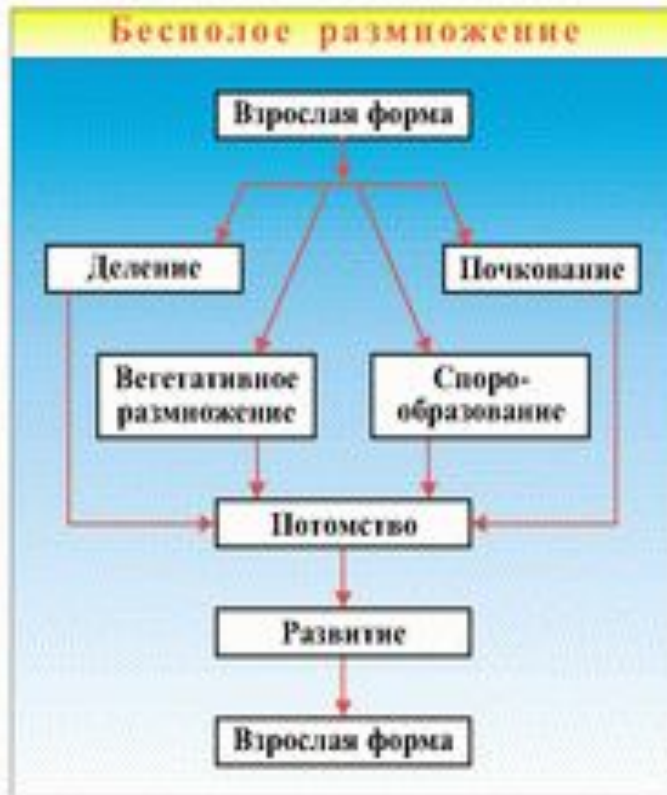 Бесполое размножение
Взрослая форма
Деление
Почкование
Вегетативное
размножение
Споро-
образование
Потомство
Развитие
Взрослая форма